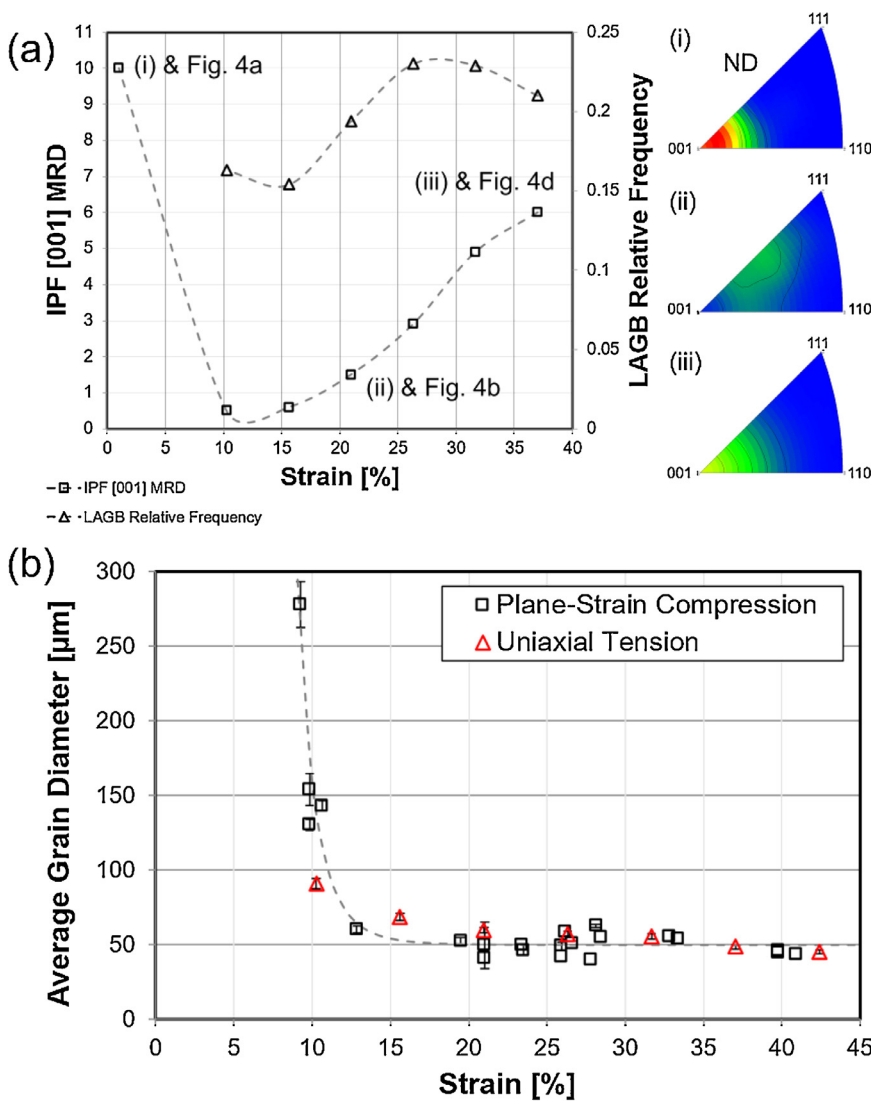 (a)
IPF [001] MRD
11
10
9
8
7
6
5
4
3
2
1
0
(i) & Fig. 4a
(iii) & Fig. 4d
(ii) & Fig. 4b
0 5 10 15 20 25 30 35 40
Strain [%]
0.25
0.2
0.15
0.1
0.05
0
LAGB Relative Frequency
IPF [001] MRD
LAGB Relative Frequency
(i)
ND
111
001
110
(ii)
111
001
110
(iii)
111
001
110
(b)
Average Grain Diameter [µm]
300
250
200
150
100
50
0
Plane-Strain Compression
Uniaxial Tension
0 5 10 15 20 25 30 35 40 45
Strain [%]